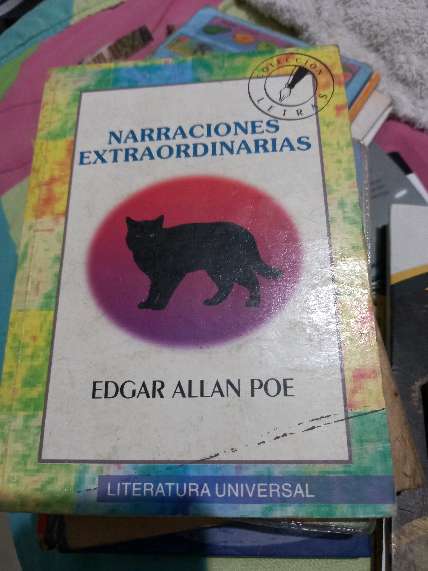 COLECCIÓN
LETRAS
NARRACIONES
EXTRAORDINARIAS
EDGAR ALLAN POE
LITERATURA UNIVERSAL